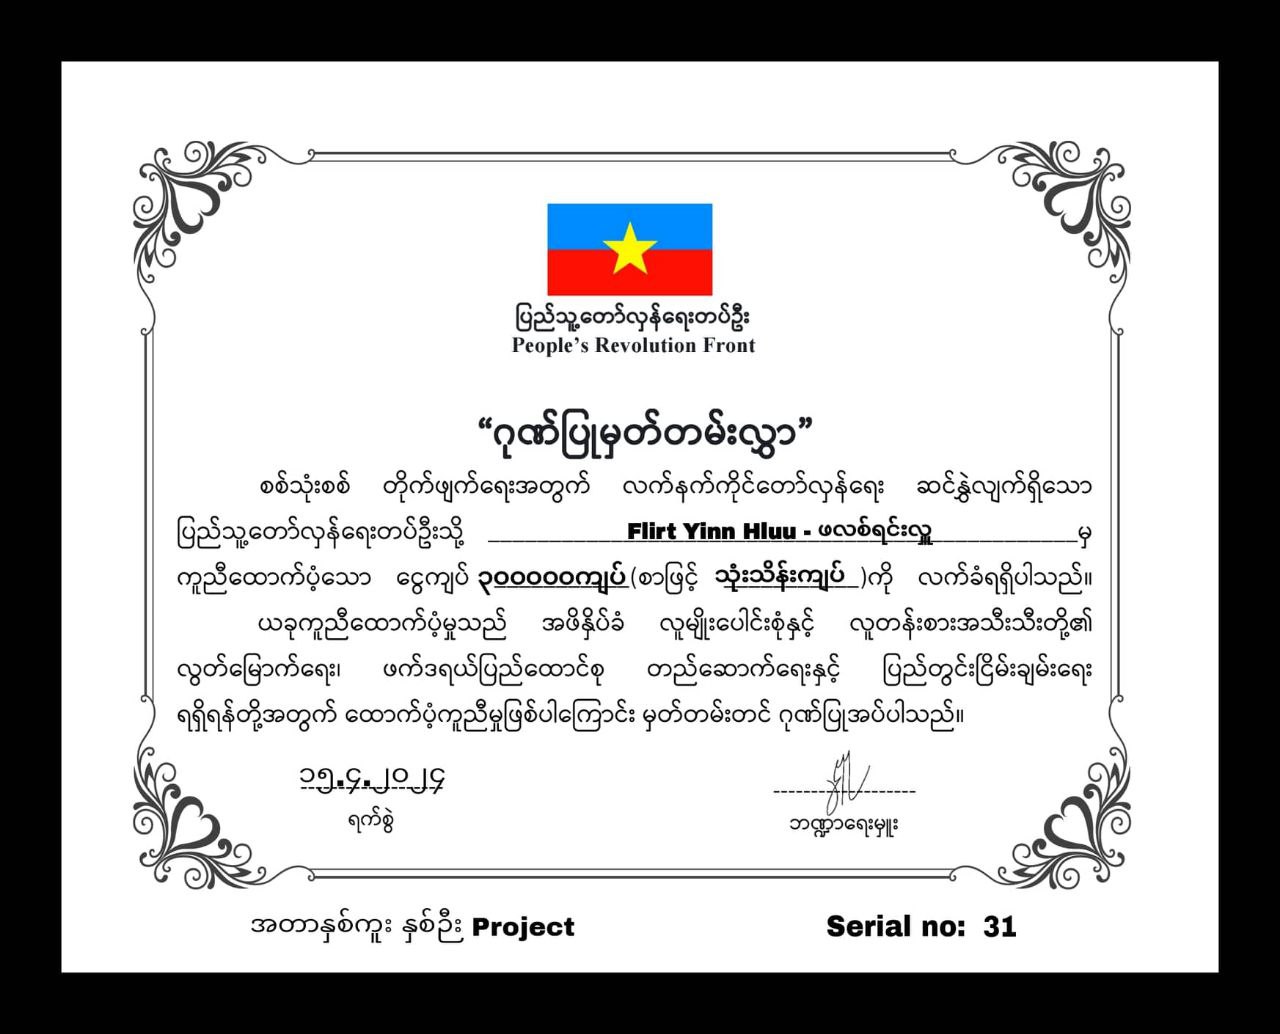 ပြည်သူ့တော်လှန်ရေးတပ်ဦး
People's Revolution Front
“ဂုဏ်ပြုမှတ်တမ်းလွှာ”
စစ်သုံးစစ် တိုက်ဖျက်ရေးအတွက် လက်နက်ကိုင်တော်လှန်ရေး ဆင်နွှဲလျက်ရှိသော
ပြည်သူ့တော်လှန်ရေးတပ်ဦးသို့ Flirt Yinn Hluu - ဖလစ်ရင်းလှူ မှ
ကူညီထောက်ပံ့သော ငွေကျပ် ၃၀၀၀၀၀ကျပ် (စာဖြင့် သုံးသိန်းကျပ် )ကို လက်ခံရရှိပါသည်။
ယခုကူညီထောက်ပံ့မှုသည် အဖိနှိပ်ခံ လူမျိုးပေါင်းစုံနှင့် လူတန်းစားအသီးသီးတို့၏
လွတ်မြောက်ရေး၊ ဖက်ဒရယ်ပြည်ထောင်စု တည်ဆောက်ရေးနှင့် ပြည်တွင်းငြိမ်းချမ်းရေး
ရရှိရန်တို့အတွက် ထောက်ပံ့ကူညီမှုဖြစ်ပါကြောင်း မှတ်တမ်းတင် ဂုဏ်ပြုအပ်ပါသည်။
၁၅.၄.၂၀၂၄
ရက်စွဲ
ဘဏ္ဍာရေးမှူး
အတာနှစ်ကူး နှစ်ဦး Project
Serial no: 31